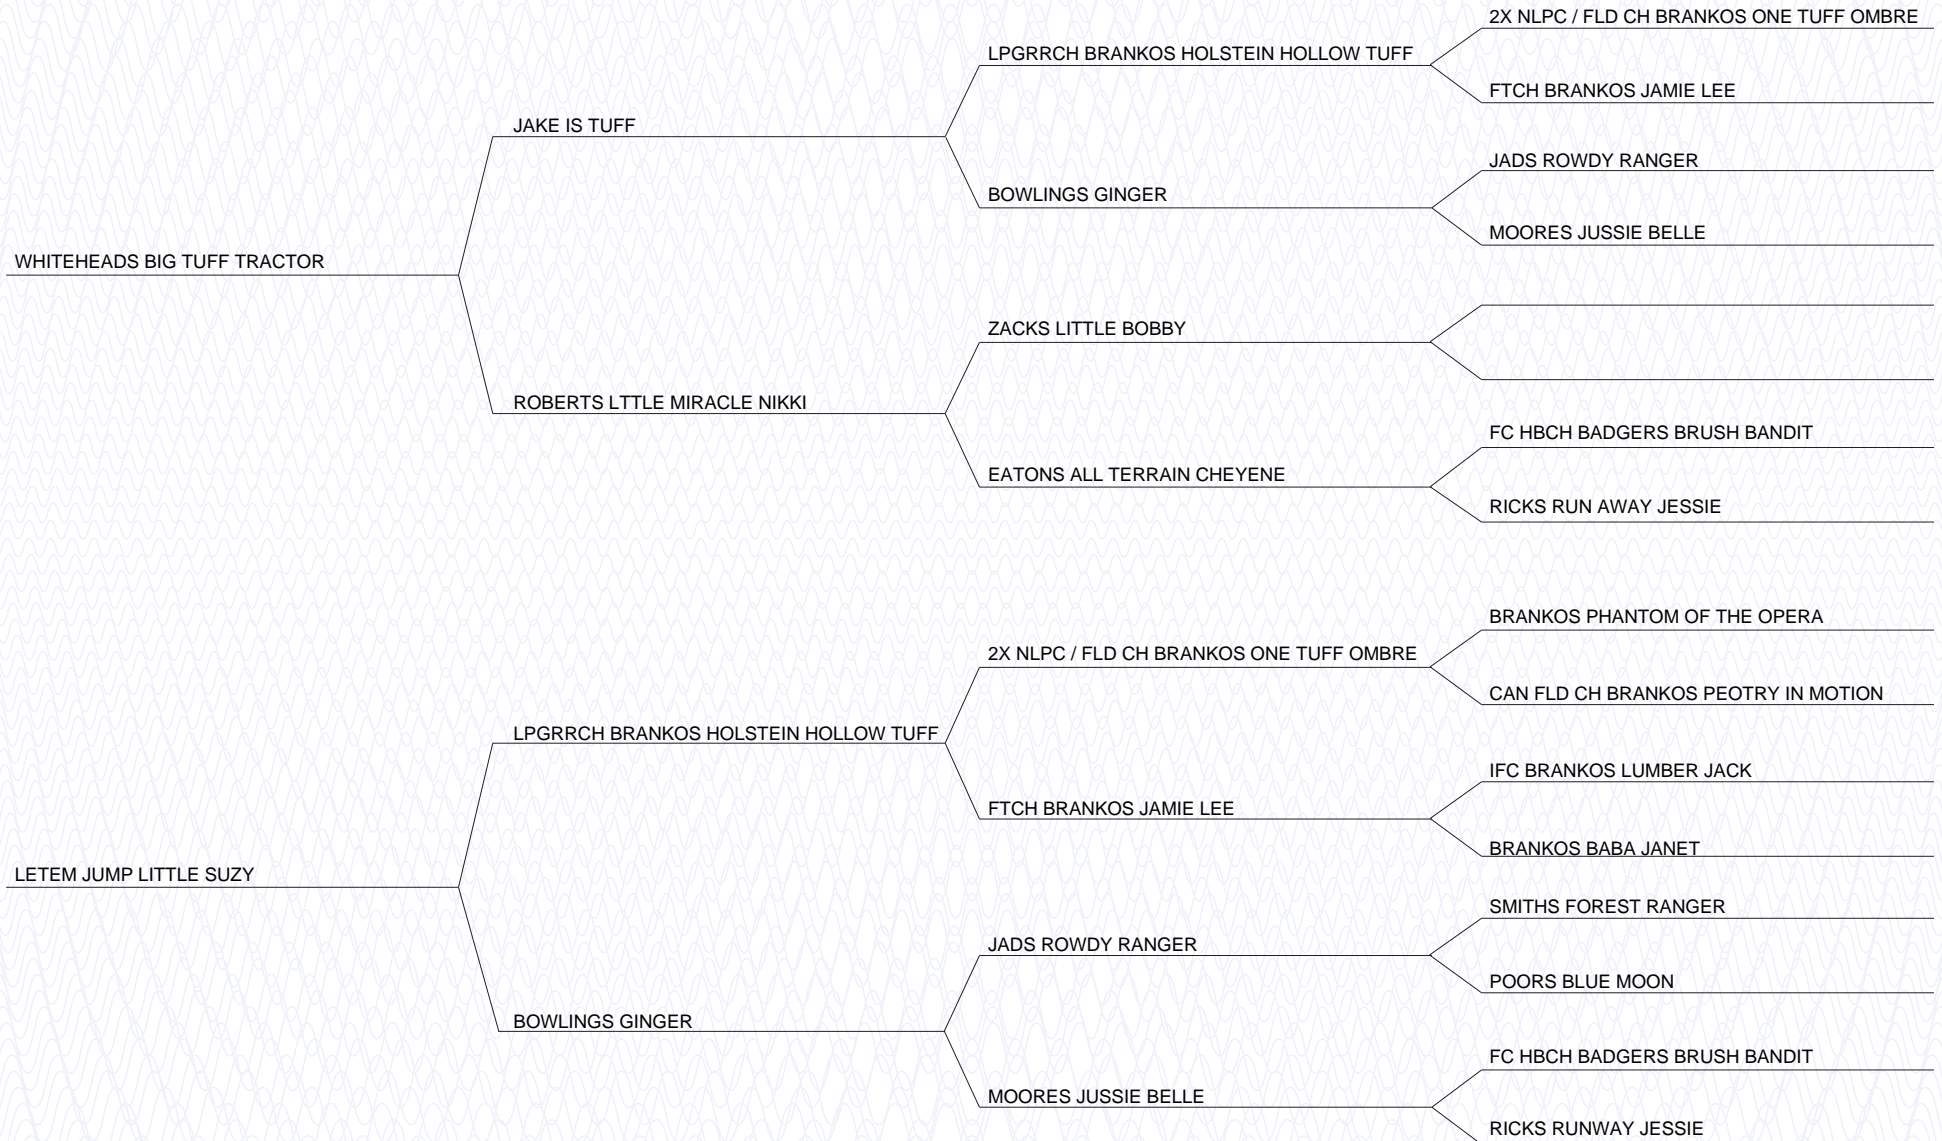 2X NLPC / FLD CH BRANKOS ONE TUFF OMBRE
LPGRRCH BRANKOS HOLSTEIN HOLLOW TUFF
FTCH BRANKOS JAMIE LEE
JAKE IS TUFF
JADS ROWDY RANGER
BOWLINGS GINGER
MOORES JUSSIE BELLE
WHITEHEADS BIG TUFF TRACTOR
ZACKS LITTLE BOBBY
ROBERTS LTTLE MIRACLE NIKKI
FC HBCH BADGERS BRUSH BANDIT
EATONS ALL TERRAIN CHEYENE
RICKS RUN AWAY JESSIE
BRANKOS PHANTOM OF THE OPERA
2X NLPC / FLD CH BRANKOS ONE TUFF OMBRE
CAN FLD CH BRANKOS PEOTRY IN MOTION
LPGRRCH BRANKOS HOLSTEIN HOLLOW TUFF
IFC BRANKOS LUMBER JACK
FTCH BRANKOS JAMIE LEE
BRANKOS BABA JANET
LETEM JUMP LITTLE SUZY
SMITHS FOREST RANGER
JADS ROWDY RANGER
POORS BLUE MOON
BOWLINGS GINGER
FC HBCH BADGERS BRUSH BANDIT
MOORES JUSSIE BELLE
RICKS RUNWAY JESSIE